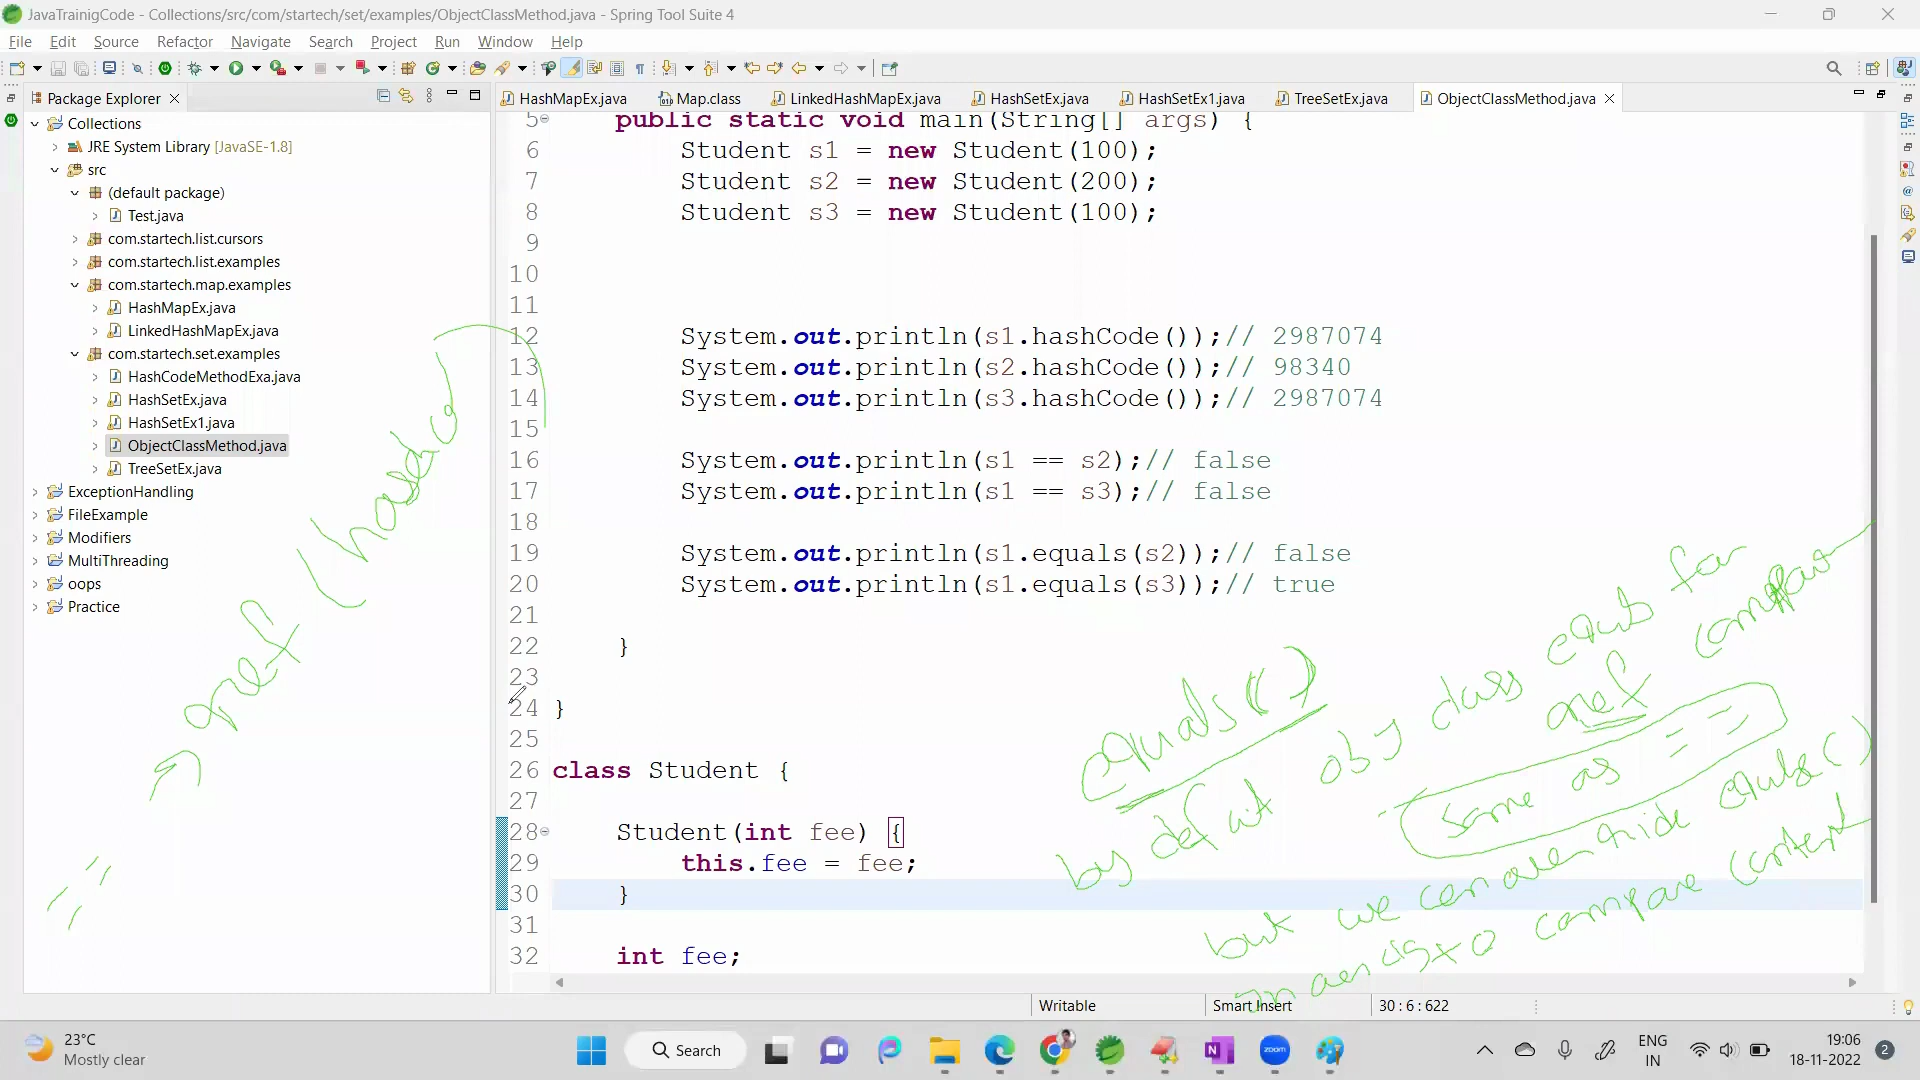 JavaTrainigCode - Collections/src/com/startech/set/examples/ObjectClassMethod.java - Spring Tool Suite 4
File Edit Source Refactor Navigate Search Project Run Window Help
Package Explorer
HashMapEx.java Map.class LinkedHashMapEx.java HashSetEx.java HashSetEx1.java TreeSetEx.java ObjectClassMethod.java
Collections
JRE System Library [JavaSE-1.8]
src
(default package)
Test.java
com.startech.list.cursors
com.startech.list.examples
com.startech.map.examples
HashMapEx.java
LinkedHashMapEx.java
com.startech.set.examples
HashCodeMethodExa.java
HashSetEx.java
HashSetEx1.java
ObjectClassMethod.java
TreeSetEx.java
ExceptionHandling
FileExample
Modifiers
MultiThreading
oops
Practice
5 public static void main(String[] args) {
6 Student s1 = new Student(100);
7 Student s2 = new Student(200);
8 Student s3 = new Student(100);
9
10
11
12 System.out.println(s1.hashCode());// 2987074
13 System.out.println(s2.hashCode());// 98340
14 System.out.println(s3.hashCode());// 2987074
15
16 System.out.println(s1 == s2);// false
17 System.out.println(s1 == s3);// false
18
19 System.out.println(s1.equals(s2));// false
20 System.out.println(s1.equals(s3));// true
21
22 }
23
24 }
25
26 class Student {
27
28 Student(int fee) {
29 this.fee = fee;
30 }
31
32 int fee;
== → ref (
equals()
by obj class for
ref
same as ==
but we can
compare content
Writable Smart Insert 30 : 6 : 622
23°C
Mostly clear
Search
zoom
ENG
IN
19:06
18-11-2022
2